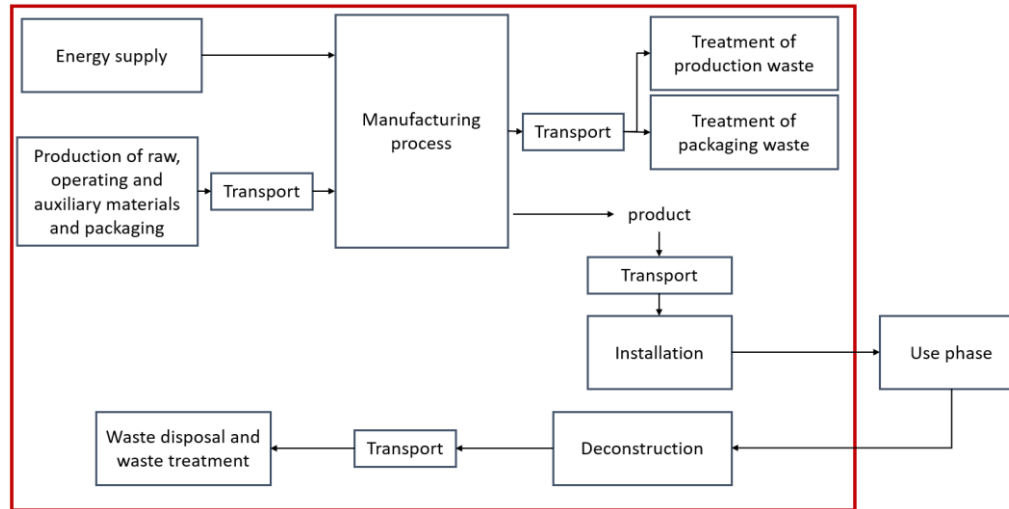 Energy supply
Production of raw,
operating and
auxiliary materials
and packaging
Transport
Manufacturing
process
Transport
Treatment of
production waste
Treatment of
packaging waste
product
Transport
Installation
Use phase
Deconstruction
Transport
Waste disposal and
waste treatment